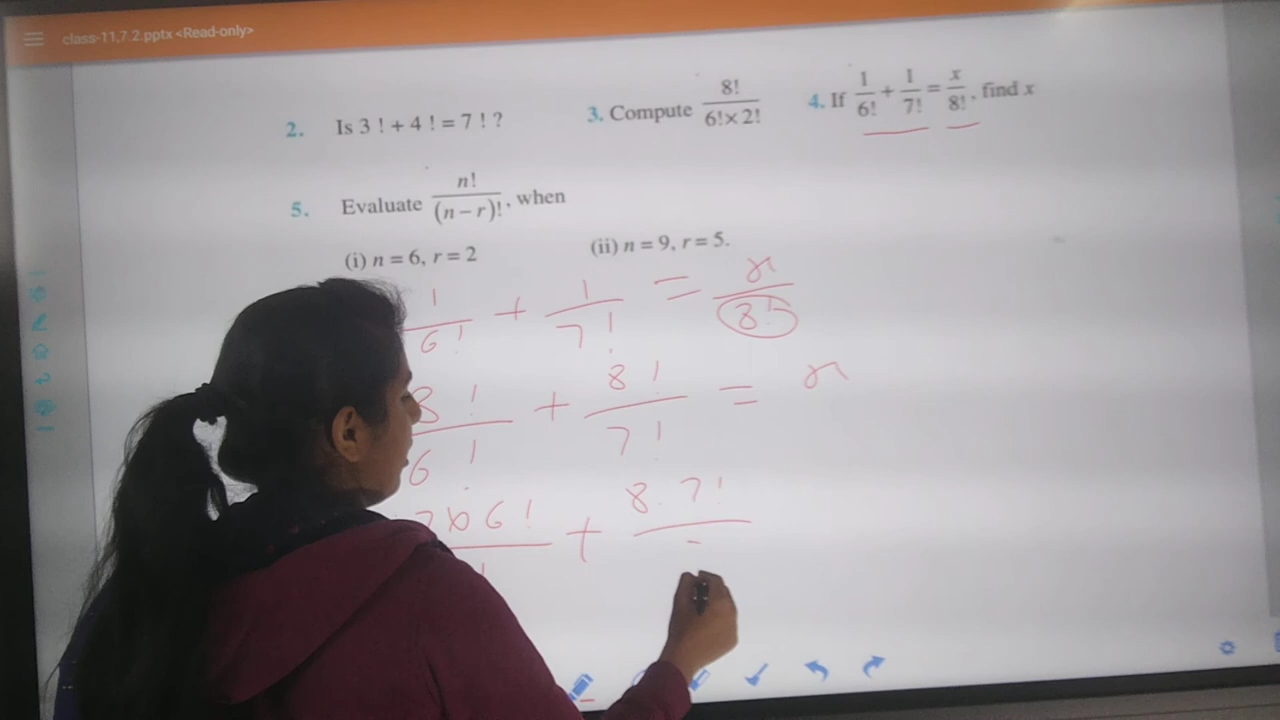 class-11,7.2.pptx <Read-only>
2. Is 3 ! + 4 ! = 7 ! ? 3. Compute 8!/(6!×2!) 4. If 1/6! + 1/7! = x/8!, find x
5. Evaluate n!/(n−r)!, when
(i) n = 6, r = 2 (ii) n = 9, r = 5.
1/6! + 1/7! = x/8!
8!/6! + 8!/7! = x
7×6!/! + 8.7!/